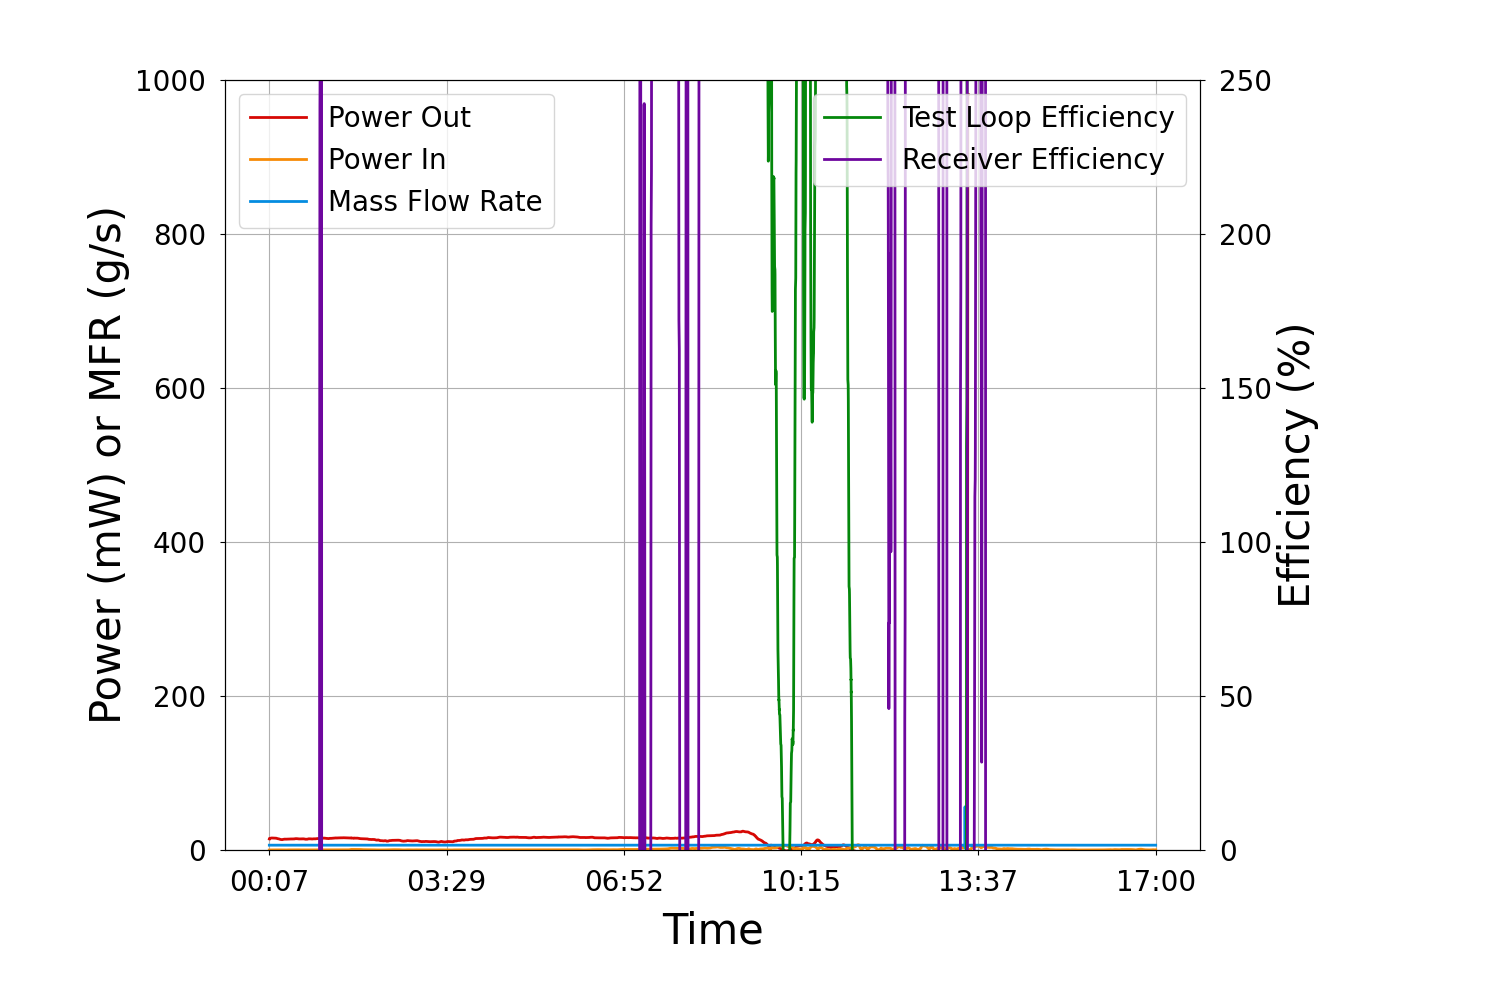 1000
800
600
400
200
0
Power (mW) or MFR (g/s)
Power Out
Power In
Mass Flow Rate
Test Loop Efficiency
Receiver Efficiency
250
200
150
100
50
0
Efficiency (%)
00:07 03:29 06:52 10:15 13:37 17:00
Time